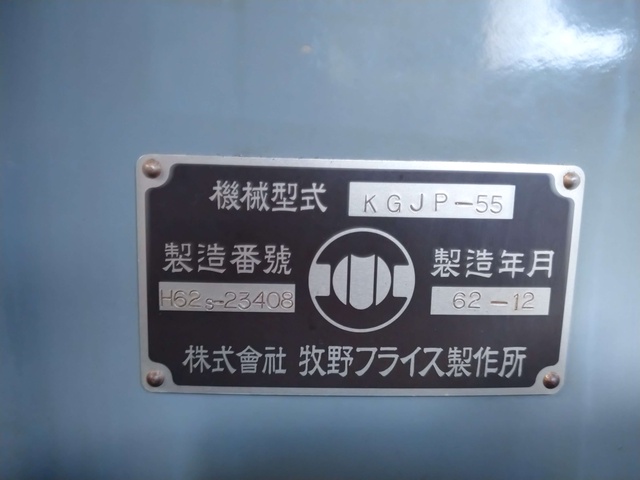 機械型式 KGJP-55
製造番號 製造年月
H62s-23408 62-12
株式會社 牧野フライス製作所